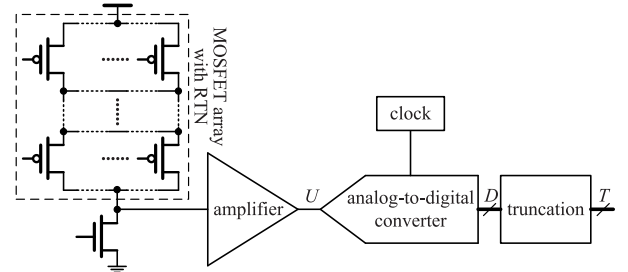 MOSFET array
with RTN
clock
amplifier
U
analog-to-digital
converter
D
truncation
T